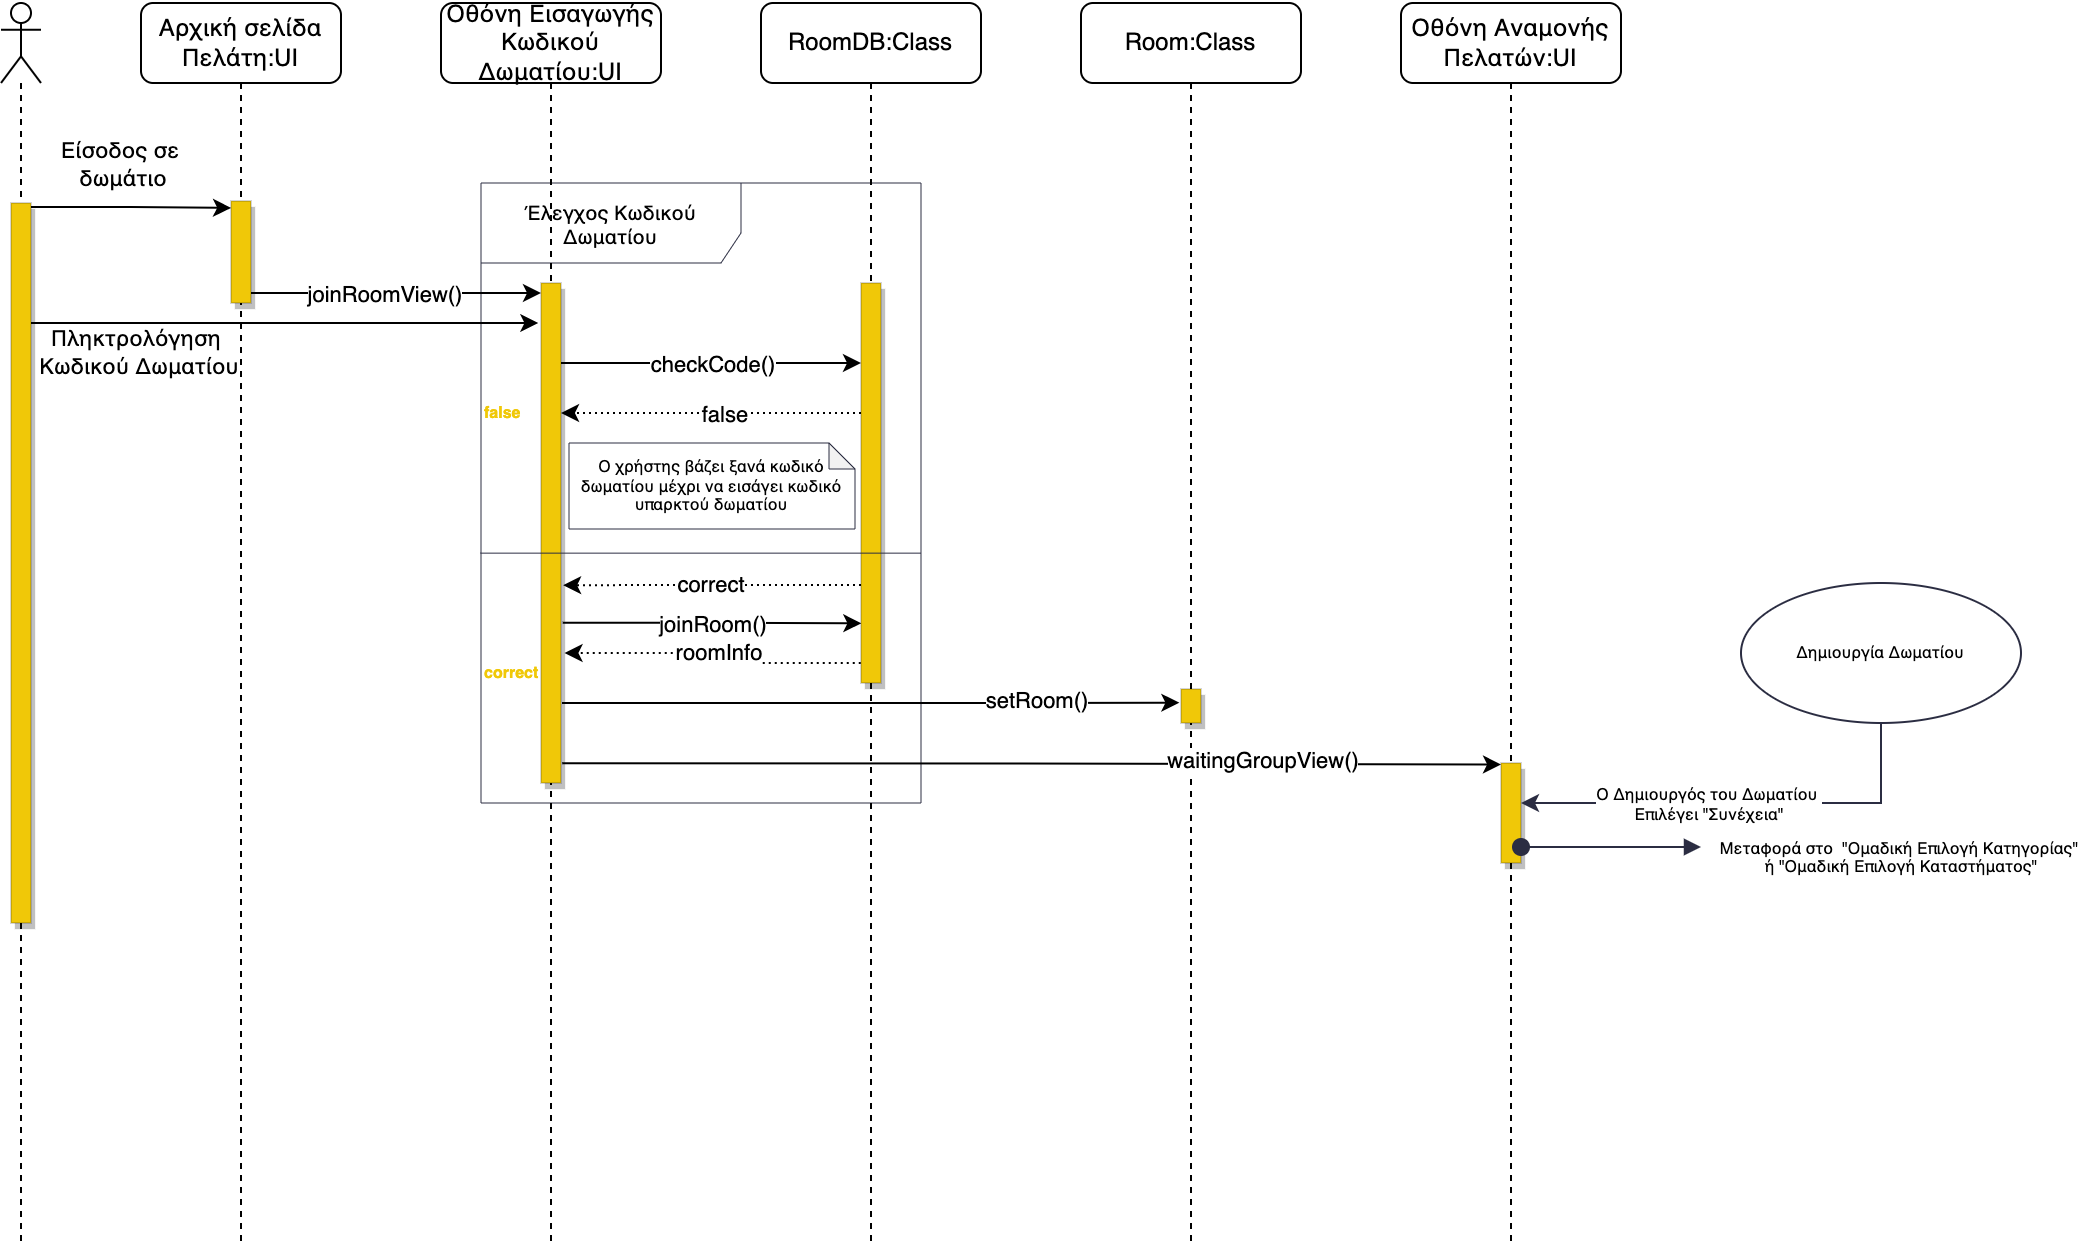 Αρχική σελίδα
Πελάτη:UI
Οθόνη Εισαγωγής
Κωδικού
Δωματίου:UI
RoomDB:Class
Room:Class
Οθόνη Αναμονής
Πελατών:UI
Είσοδος σε
δωμάτιο
Έλεγχος Κωδικού
Δωματίου
joinRoomView()
Πληκτρολόγηση
Κωδικού Δωματίου
checkCode()
false
false
Ο χρήστης βάζει ξανά κωδικό
δωματίου μέχρι να εισάγει κωδικό
υπαρκτού δωματίου
correct
joinRoom()
roomInfo
correct
setRoom()
waitingGroupView()
Δημιουργία Δωματίου
Ο Δημιουργός του Δωματίου
Επιλέγει "Συνέχεια"
Μεταφορά στο "Ομαδική Επιλογή Κατηγορίας"
ή "Ομαδική Επιλογή Καταστήματος"